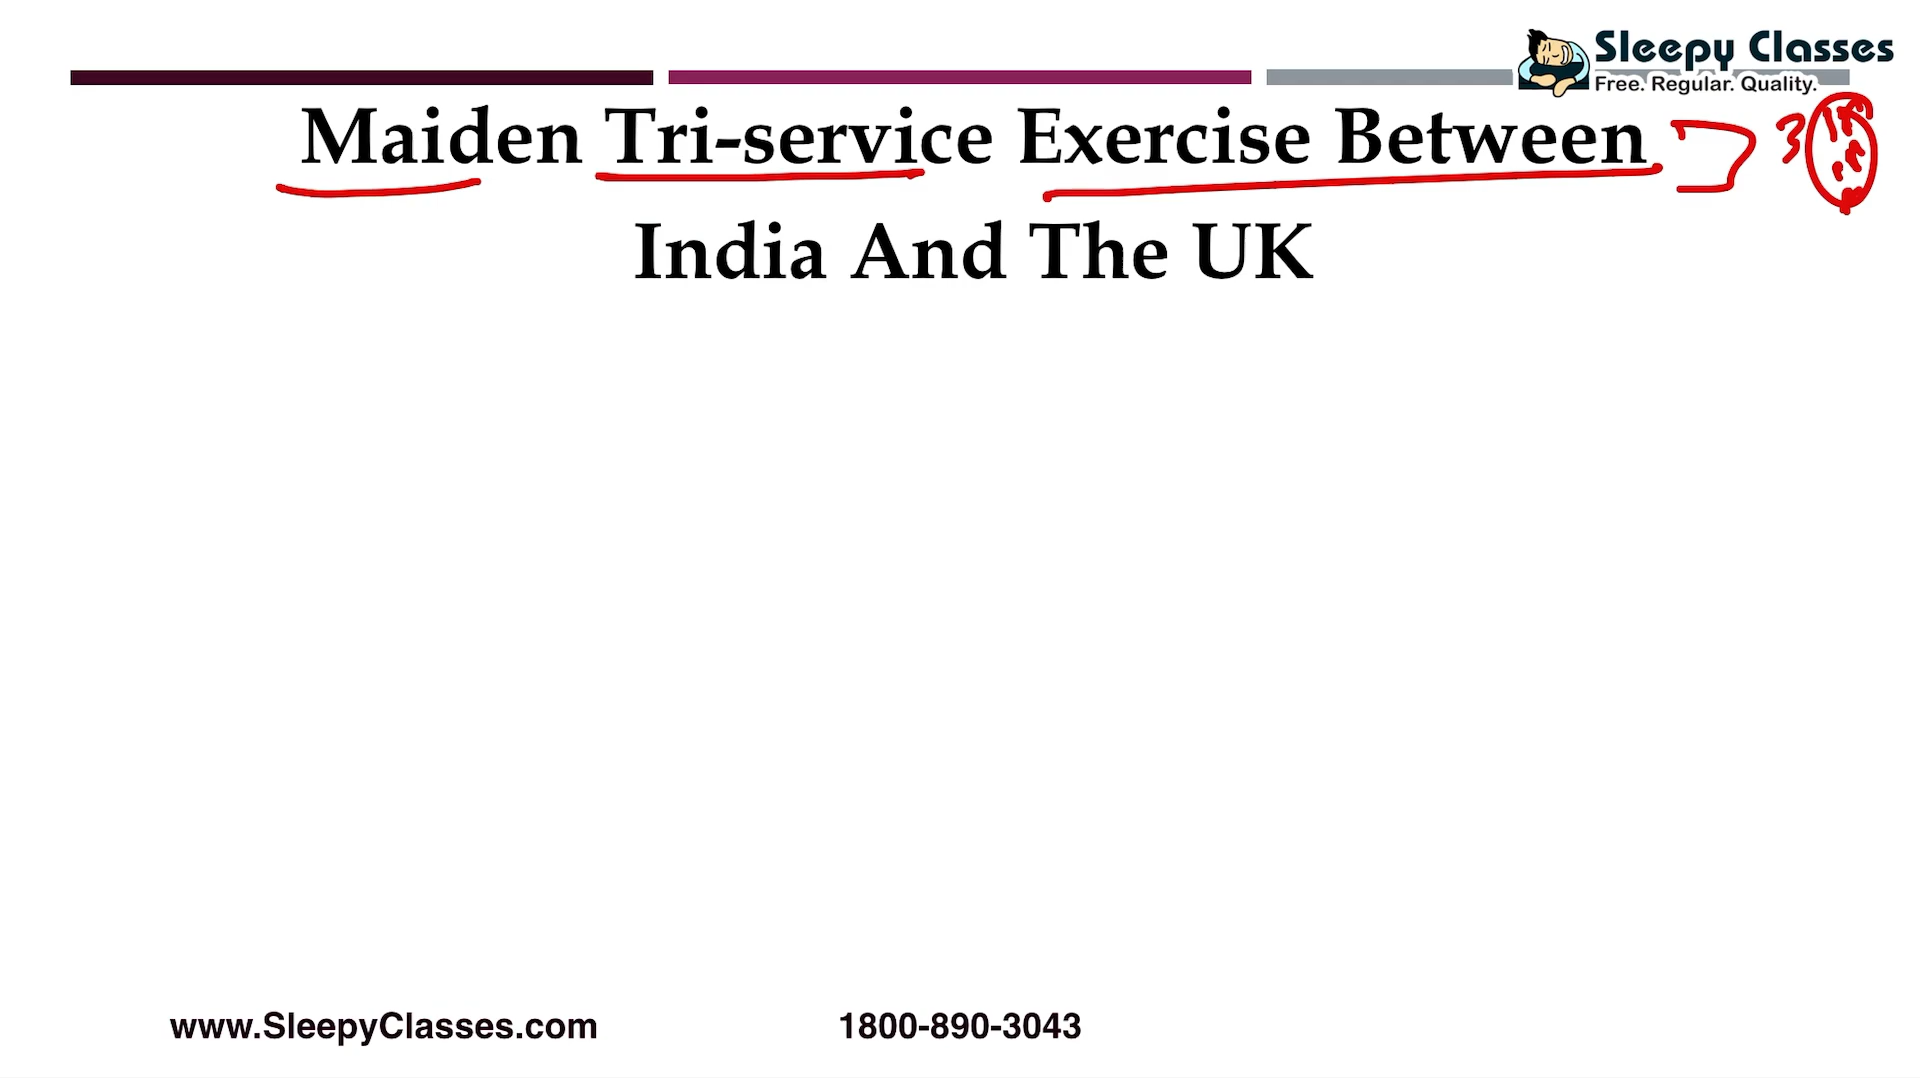 Sleepy Classes
Free. Regular. Quality.
Maiden Tri-service Exercise Between
3
India And The UK
www.SleepyClasses.com
1800-890-3043